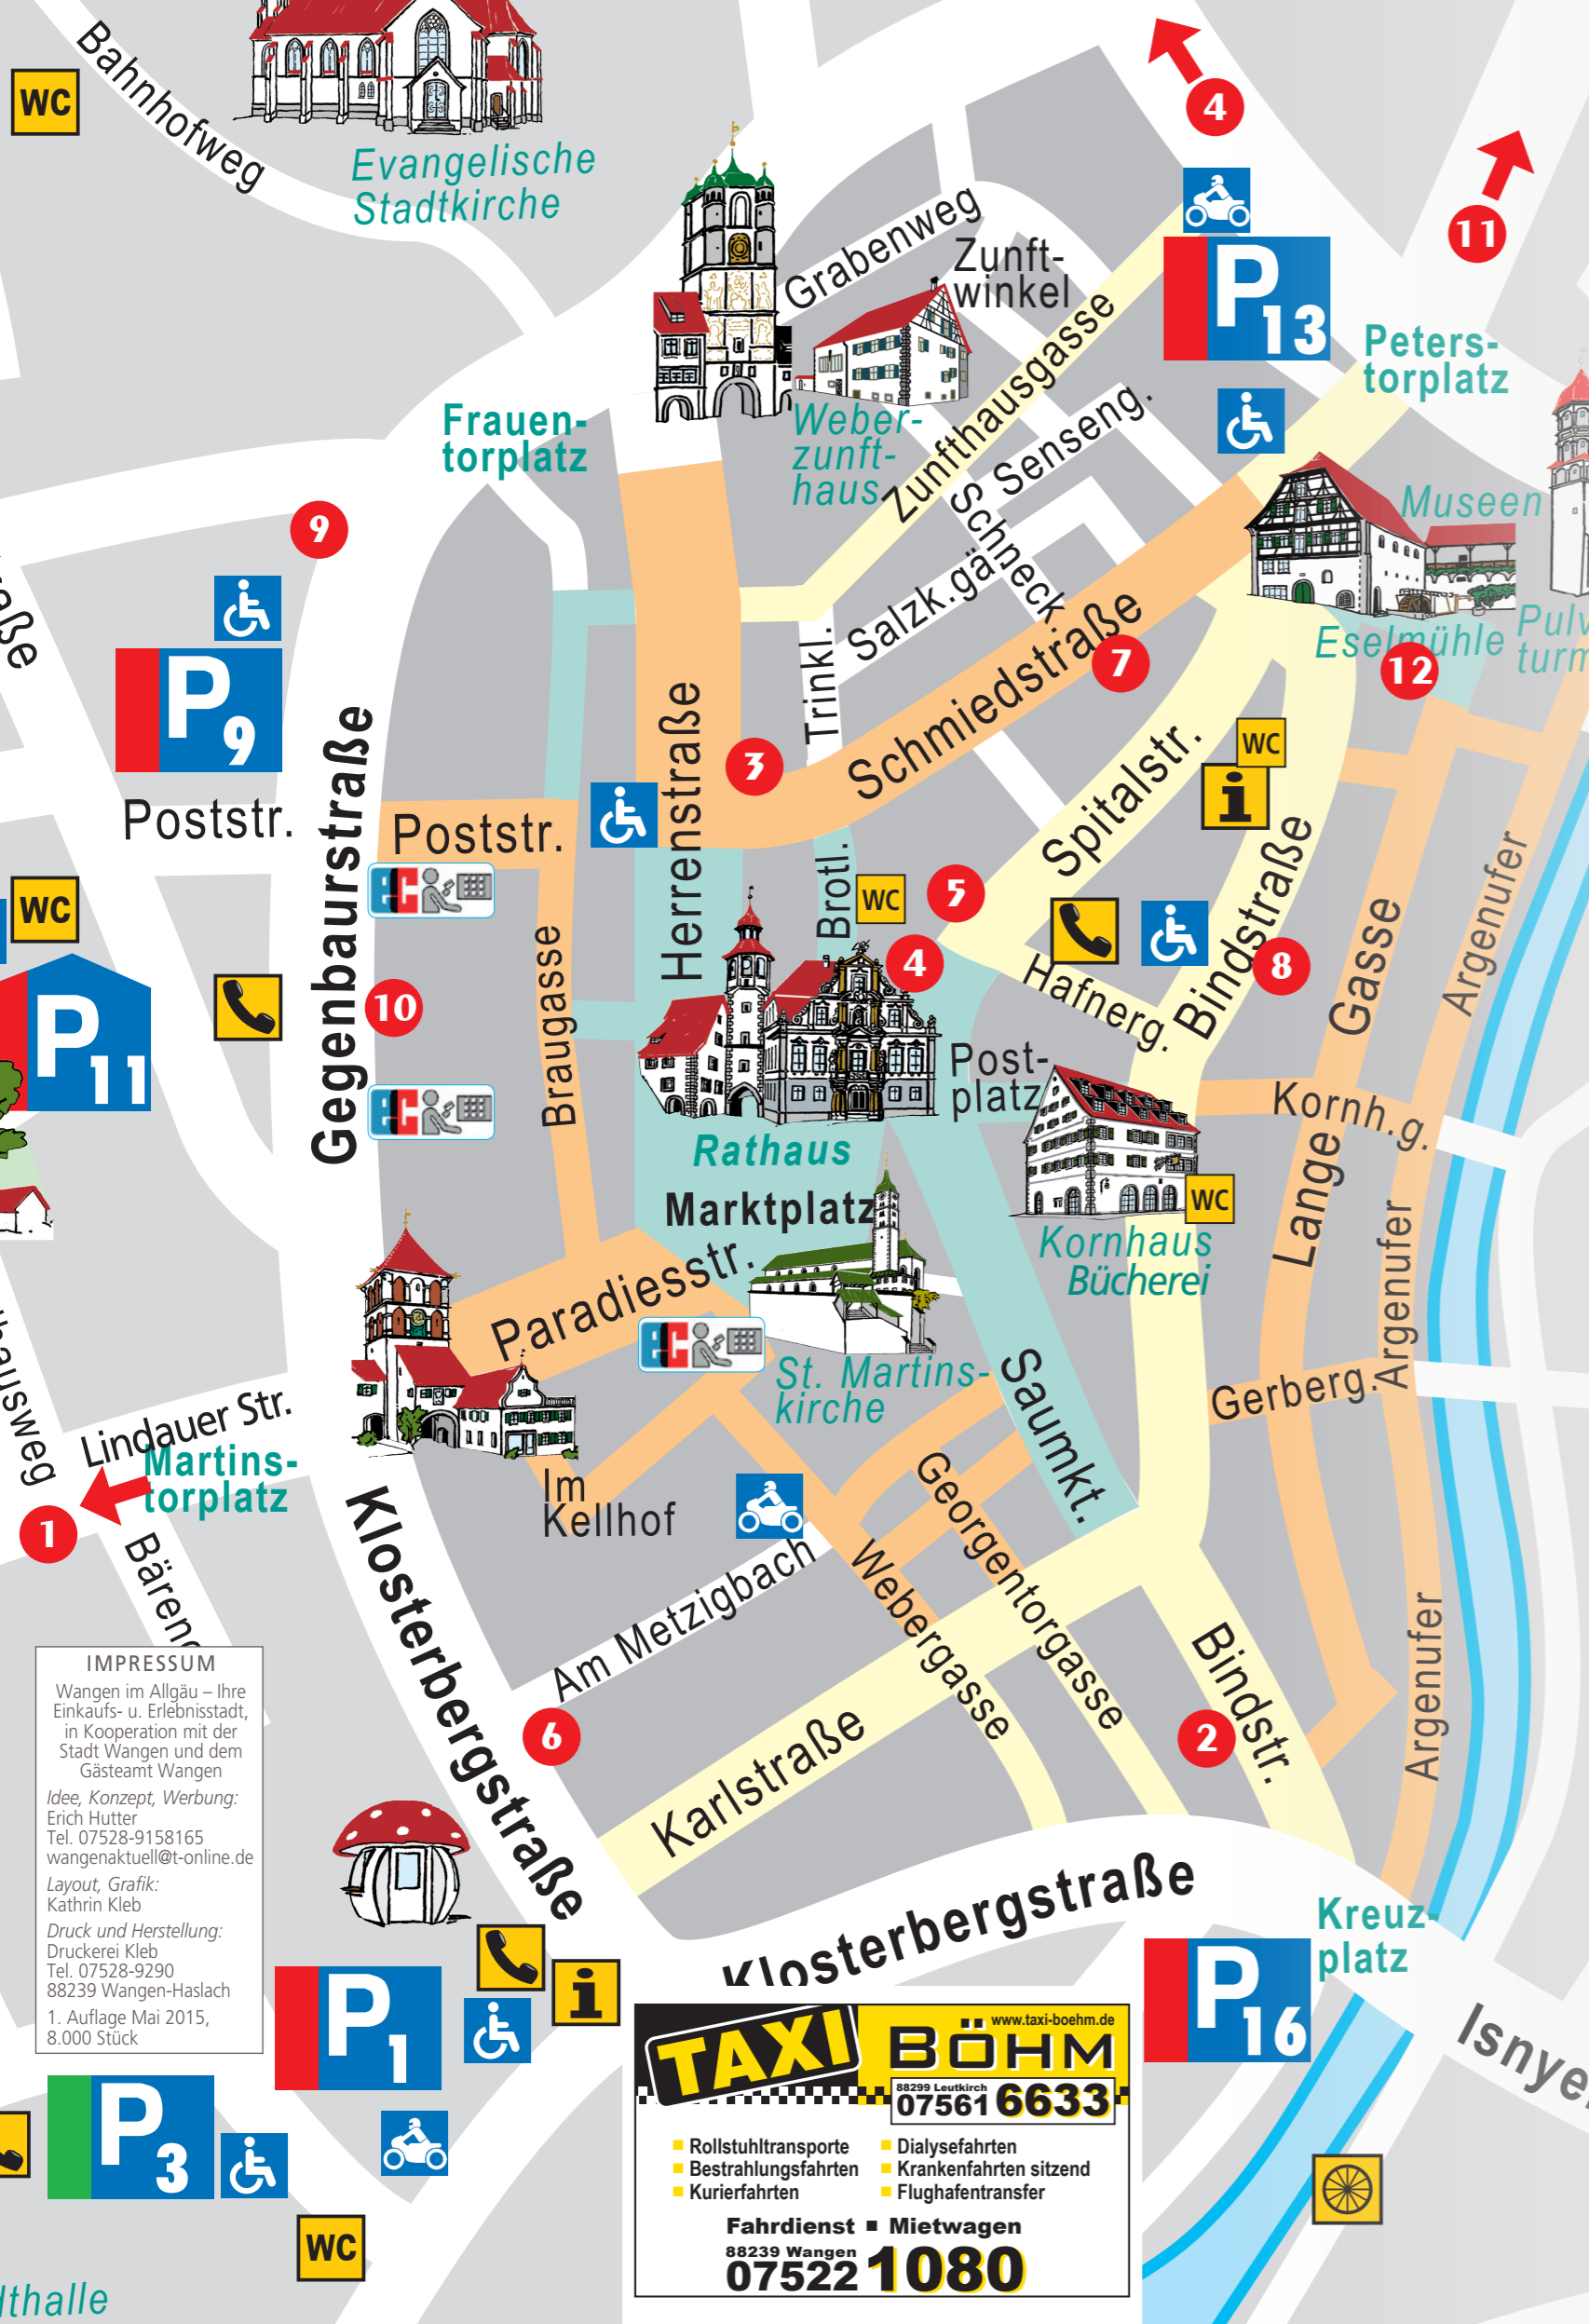 Bahnhofweg
WC
Evangelische
Stadtkirche
4
11
Grabenweg
Zunft-
winkel
P13
Peters-
torplatz
Frauen-
torplatz
Weber-
zunft-
haus
Zunfthausgasse
Senseng.
Schneck
Salzk.gä
Museen
Eselmühle
12
9
P9
Poststr.
Gegenbaurstraße
Poststr.
Herrenstraße
3
Trinkl.
Schmiedstraße
7
Spitalstr.
WC
i
Bindstraße
8
Gasse
Argenufer
WC
P11
10
Braugasse
Brotl.
WC
5
4
Hafnerg.
Post-
platz
Kornh.g.
Rathaus
Marktplatz
WC
Kornhaus
Bücherei
Lange
Argenufer
Paradiesstr.
St. Martins-
kirche
Saumkt.
Gerberg.
Lindauer Str.
Martins-
torplatz
1
Im
Kellhof
Georgentorgasse
Webergasse
Am Metzigbach
Klosterbergstraße
6
Karlstraße
2
Bindstr.
Argenufer
IMPRESSUM
Wangen im Allgäu – Ihre
Einkaufs- u. Erlebnisstadt,
in Kooperation mit der
Stadt Wangen und dem
Gästeamt Wangen
Idee, Konzept, Werbung:
Erich Hutter
Tel. 07528-9158165
wangenaktuell@t-online.de
Layout, Grafik:
Kathrin Kleb
Druck und Herstellung:
Druckerei Kleb
Tel. 07528-9290
88239 Wangen-Haslach
1. Auflage Mai 2015,
8.000 Stück
Klosterbergstraße
Kreuz-
platz
P1
i
P16
P3
WC
TAXI
www.taxi-boehm.de
BÖHM
88299 Leutkirch
07561 6633
Rollstuhltransporte
Bestrahlungsfahrten
Kurierfahrten
Dialysefahrten
Krankenfahrten sitzend
Flughafentransfer
Fahrdienst ■ Mietwagen
88239 Wangen
07522 1080